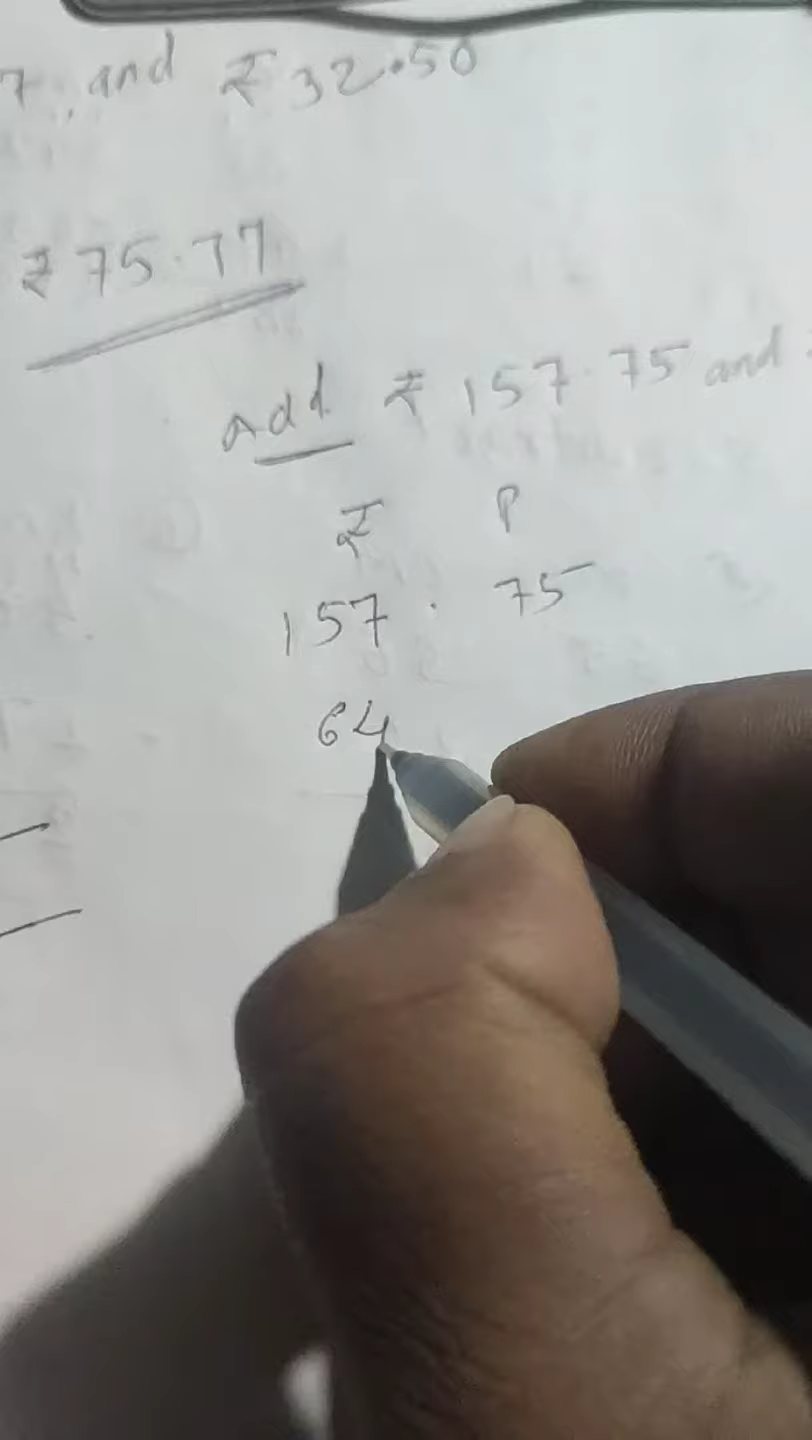 7, and ₹32.50
₹75.77
add ₹157.75 and
₹ P
157. 75
64